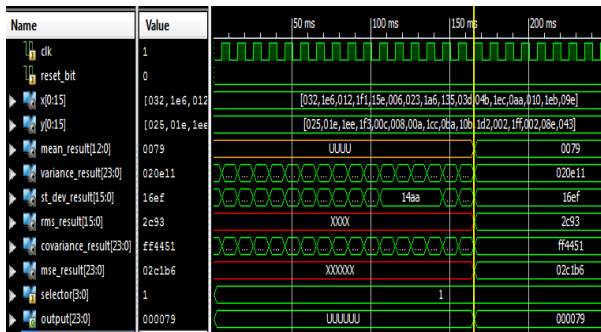 Name Value 50 ms 100 ms 150 ms 200 ms
clk 1
reset_bit 0
x[0:15] [032,1e6,012 [032,1e6,012,1f1,15e,006,023,1a6,135,03d,04b,1ec,0aa,010,1eb,09e]
y[0:15] [025,01e,1ee [025,01e,1ee,1f3,00c,008,00a,1cc,0ba,10b,1d2,002,1ff,002,08e,043]
mean_result[12:0] 0079 UUUU 0079
variance_result[23:0] 020e11 ... ... ... ... ... ... ... ... ... ... ... ... 020e11
st_dev_result[15:0] 16ef ... ... ... ... ... ... ... 14aa ... ... 16ef
rms_result[15:0] 2c93 XXXX 2c93
covariance_result[23:0] ff4451 ... ... ... ... ... ... ... ... ... ... ... ... ff4451
mse_result[23:0] 02c1b6 XXXXXX 02c1b6
selector[3:0] 1 1
output[23:0] 000079 UUUUUU 000079